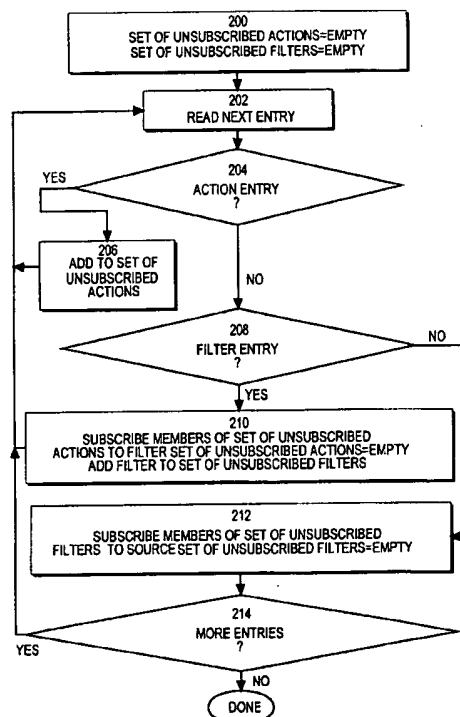 200
SET OF UNSUBSCRIBED ACTIONS=EMPTY
SET OF UNSUBSCRIBED FILTERS=EMPTY
202
READ NEXT ENTRY
YES
204
ACTION ENTRY
?
206
ADD TO SET OF
UNSUBSCRIBED
ACTIONS
NO
208
FILTER ENTRY
?
NO
YES
210
SUBSCRIBE MEMBERS OF SET OF UNSUBSCRIBED
ACTIONS TO FILTER SET OF UNSUBSCRIBED ACTIONS=EMPTY
ADD FILTER TO SET OF UNSUBSCRIBED FILTERS
212
SUBSCRIBE MEMBERS OF SET OF UNSUBSCRIBED
FILTERS TO SOURCE SET OF UNSUBSCRIBED FILTERS=EMPTY
214
MORE ENTRIES
?
YES
NO
DONE